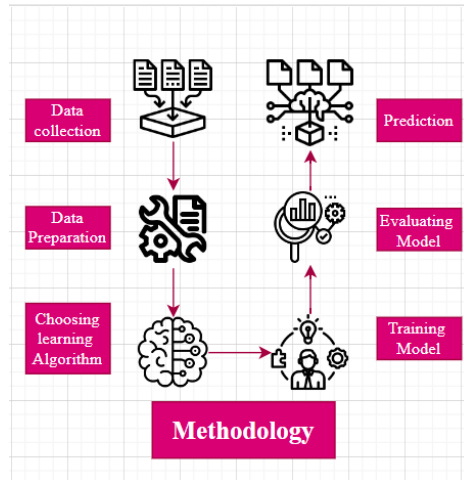 Data
collection
Prediction
Data
Preparation
Evaluating
Model
Choosing
learning
Algorithm
Training
Model
Methodology